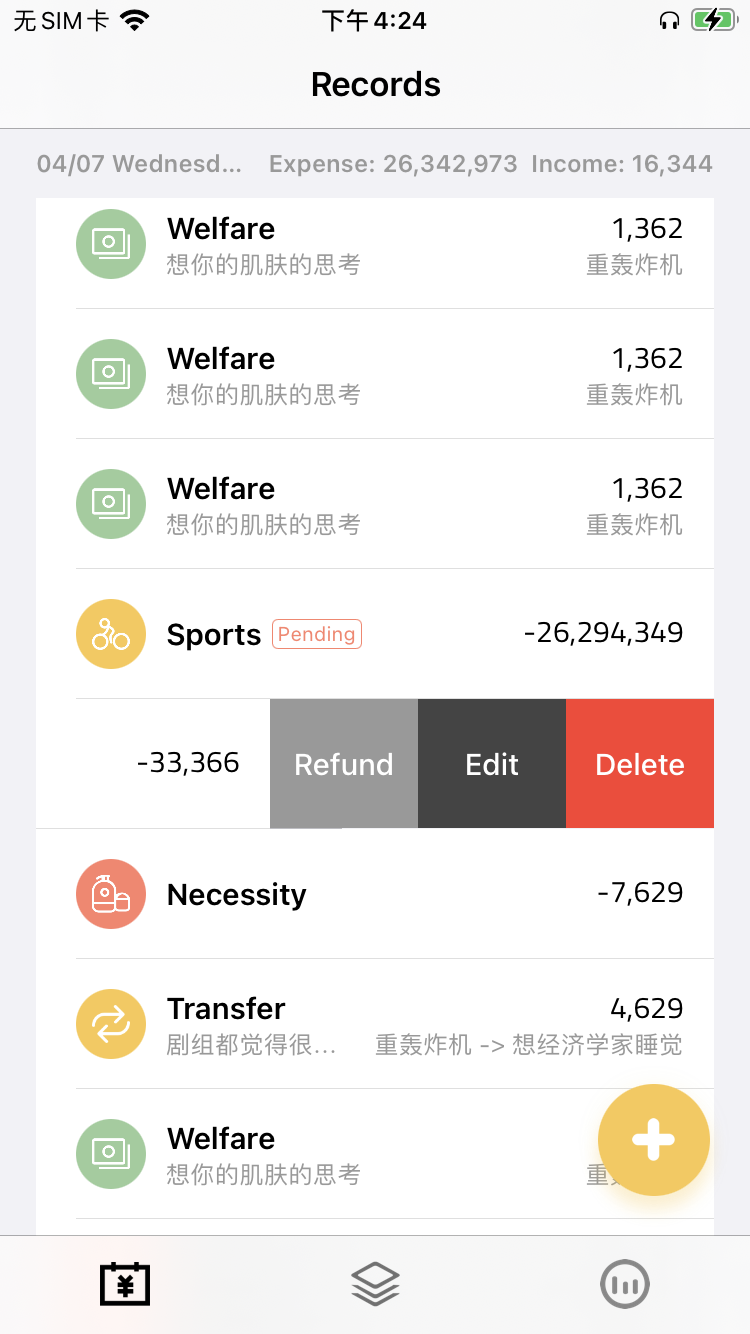 无SIM卡 下午4:24
Records
04/07 Wednesd... Expense: 26,342,973 Income: 16,344
Welfare 1,362
想你的肌肤的思考 重轰炸机
Welfare 1,362
想你的肌肤的思考 重轰炸机
Welfare 1,362
想你的肌肤的思考 重轰炸机
Sports Pending -26,294,349
-33,366 Refund Edit Delete
Necessity -7,629
Transfer 4,629
剧组都觉得很... 重轰炸机 -> 想经济学家睡觉
Welfare
想你的肌肤的思考 重